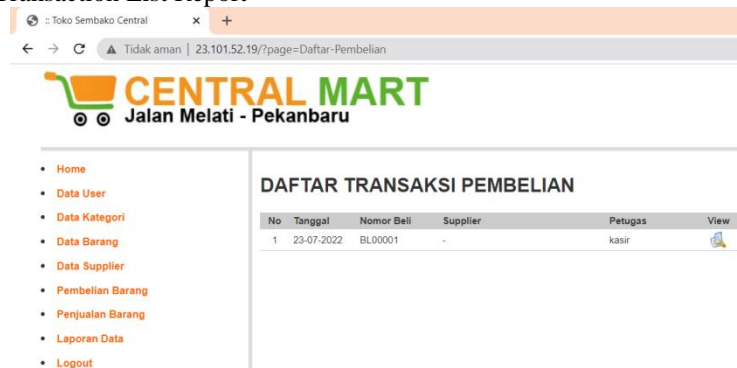 Transaction List Report
:: Toko Sembako Central
Tidak aman | 23.101.52.19/?page=Daftar-Pembelian
CENTRAL MART
Jalan Melati - Pekanbaru
Home
Data User
Data Kategori
Data Barang
Data Supplier
Pembelian Barang
Penjualan Barang
Laporan Data
Logout
DAFTAR TRANSAKSI PEMBELIAN
No Tanggal Nomor Beli Supplier Petugas View
1 23-07-2022 BL00001 - kasir